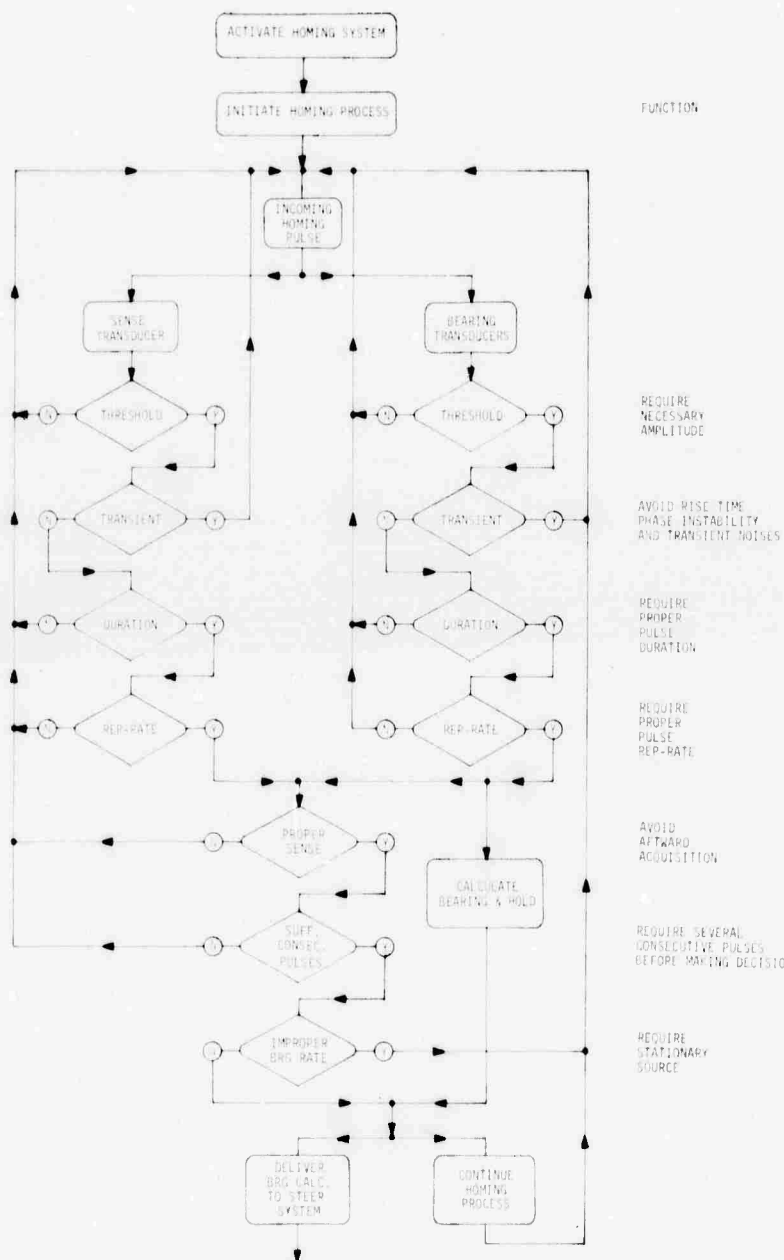 ACTIVATE HOMING SYSTEM
INITIATE HOMING PROCESS
FUNCTION
INCOMING
HOMING
PULSE
SENSE
TRANSDUCER
BEARING
TRANSDUCERS
N
THRESHOLD
Y
N
THRESHOLD
Y
REQUIRE
NECESSARY
AMPLITUDE
N
TRANSIENT
Y
N
TRANSIENT
Y
AVOID RISE TIME
PHASE INSTABILITY
AND TRANSIENT NOISES
N
DURATION
Y
N
DURATION
Y
REQUIRE
PROPER
PULSE
DURATION
N
REP-RATE
Y
N
REP-RATE
Y
REQUIRE
PROPER
PULSE
REP-RATE
N
PROPER
SENSE
Y
AVOID
AFTWARD
ACQUISITION
CALCULATE
BEARING & HOLD
N
SUFF.
CONSEC.
PULSES
Y
REQUIRE SEVERAL
CONSECUTIVE PULSES
BEFORE MAKING DECISIO
N
IMPROPER
BRG RATE
Y
REQUIRE
STATIONARY
SOURCE
DELIVER
BRG CALC.
TO STEER
SYSTEM
CONTINUE
HOMING
PROCESS